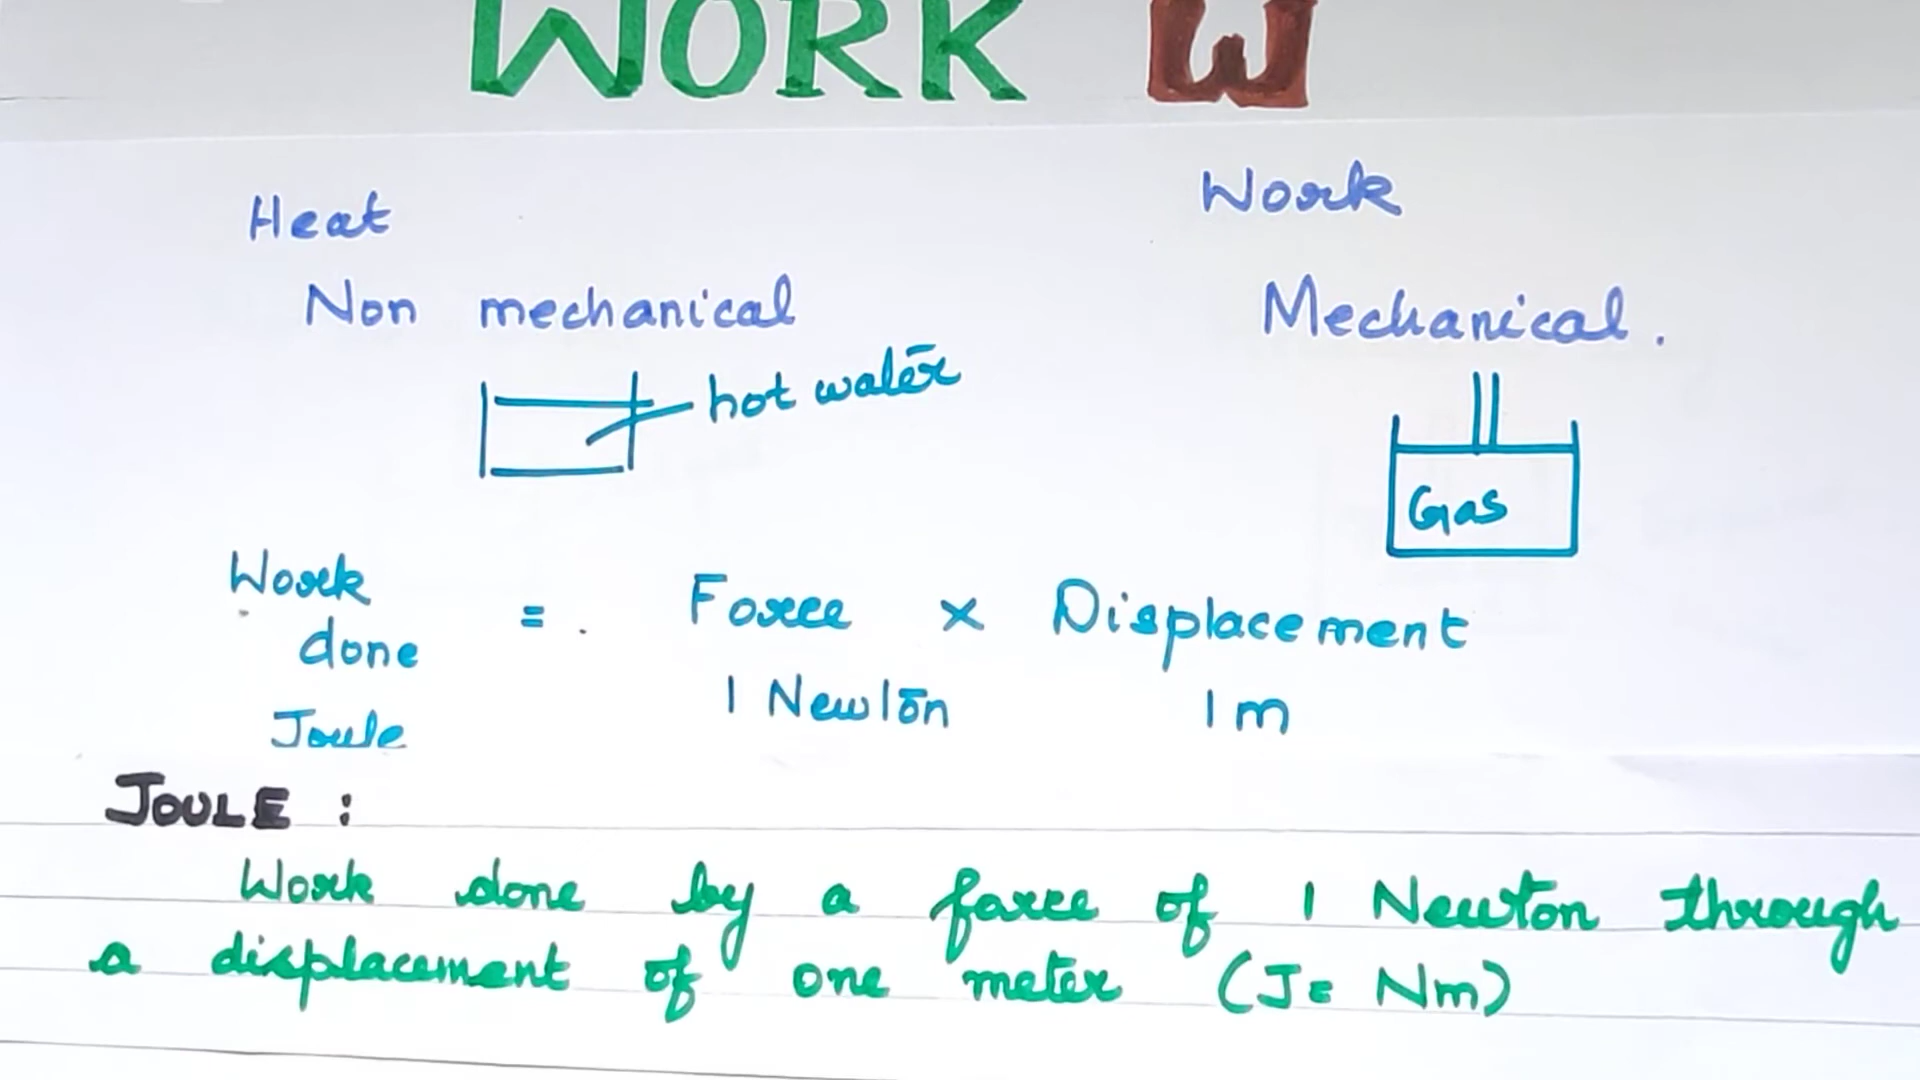 WORK W
Heat
Work
Non mechanical
Mechanical.
hot water
Gas
Work done = Force × Displacement
Joule 1 Newton 1 m
JOULE :
Work done by a force of 1 Newton through
a displacement of one meter (J = Nm)